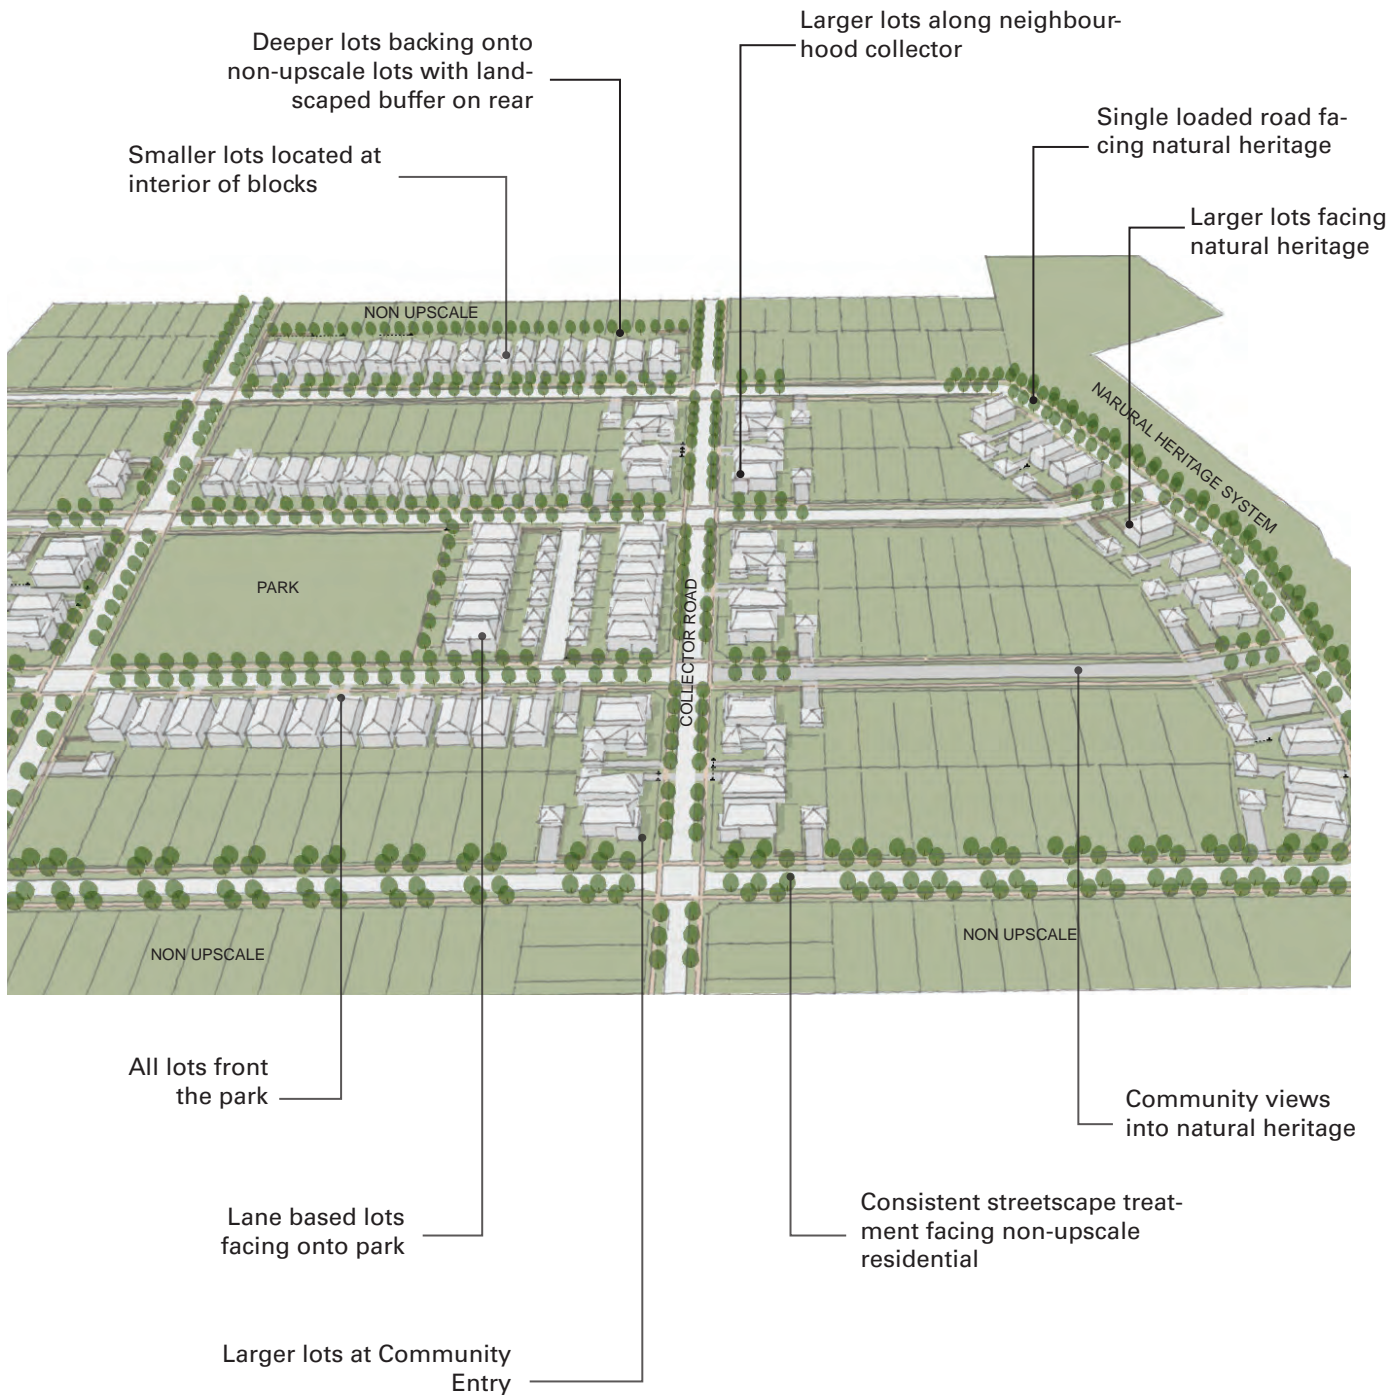 Larger lots along neighbour-
hood collector
Deeper lots backing onto
non-upscale lots with land-
scaped buffer on rear
Single loaded road fa-
cing natural heritage
Smaller lots located at
interior of blocks
Larger lots facing
natural heritage
NON UPSCALE
NARURAL HERITAGE SYSTEM
PARK
COLLECTOR ROAD
NON UPSCALE
NON UPSCALE
All lots front
the park
Community views
into natural heritage
Lane based lots
facing onto park
Consistent streetscape treat-
ment facing non-upscale
residential
Larger lots at Community
Entry